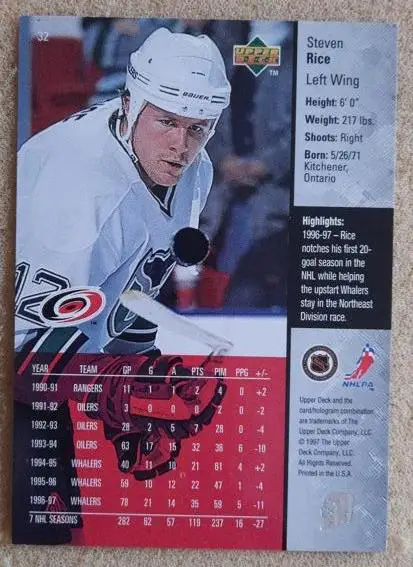 32
UPPER
DECK
TM
BAUER
12
Steven
Rice
Left Wing
Height: 6' 0"
Weight: 217 lbs.
Shoots: Right
Born: 5/26/71
Kitchener,
Ontario
Highlights:
1996-97 – Rice
notches his first 20-
goal season in the
NHL while helping
the upstart Whalers
stay in the Northeast
Division race.
NHLPA
Upper Deck and the
card/hologram combination
are trademarks of The
Upper Deck Company, LLC.
© 1997 The Upper
Deck Company, LLC.
All Rights Reserved.
Printed in the U.S.A.
YEAR TEAM GP G A PTS PIM PPG +/-
1990-91 RANGERS 11 1 1 2 4 0 +2
1991-92 OILERS 3 0 0 0 2 0 -2
1992-93 OILERS 28 2 5 7 28 0 -4
1993-94 OILERS 63 17 15 32 36 6 -10
1994-95 WHALERS 40 11 10 21 61 4 +2
1995-96 WHALERS 59 10 12 22 47 1 -4
1996-97 WHALERS 78 21 14 35 59 5 -11
7 NHL SEASONS 282 62 57 119 237 16 -27